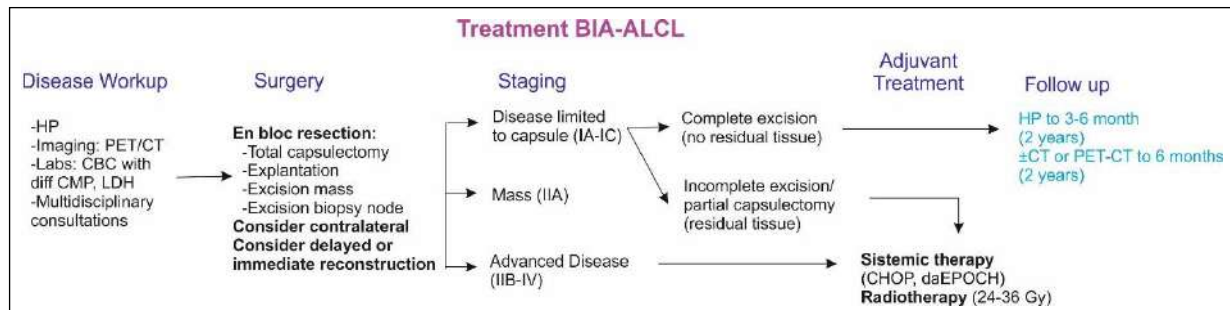 Treatment BIA-ALCL
Disease Workup
-HP
-Imaging: PET/CT
-Labs: CBC with
diff CMP, LDH
-Multidisciplinary
consultations
Surgery
En bloc resection:
-Total capsulectomy
-Explantation
-Excision mass
-Excision biopsy node
Consider contralateral
Consider delayed or
immediate reconstruction
Staging
Disease limited
to capsule (IA-IC)
Mass (IIA)
Advanced Disease
(IIB-IV)
Complete excision
(no residual tissue)
Incomplete excision/
partial capsulectomy
(residual tissue)
Adjuvant
Treatment
Sistemic therapy
(CHOP, daEPOCH)
Radiotherapy (24-36 Gy)
Follow up
HP to 3-6 month
(2 years)
±CT or PET-CT to 6 months
(2 years)